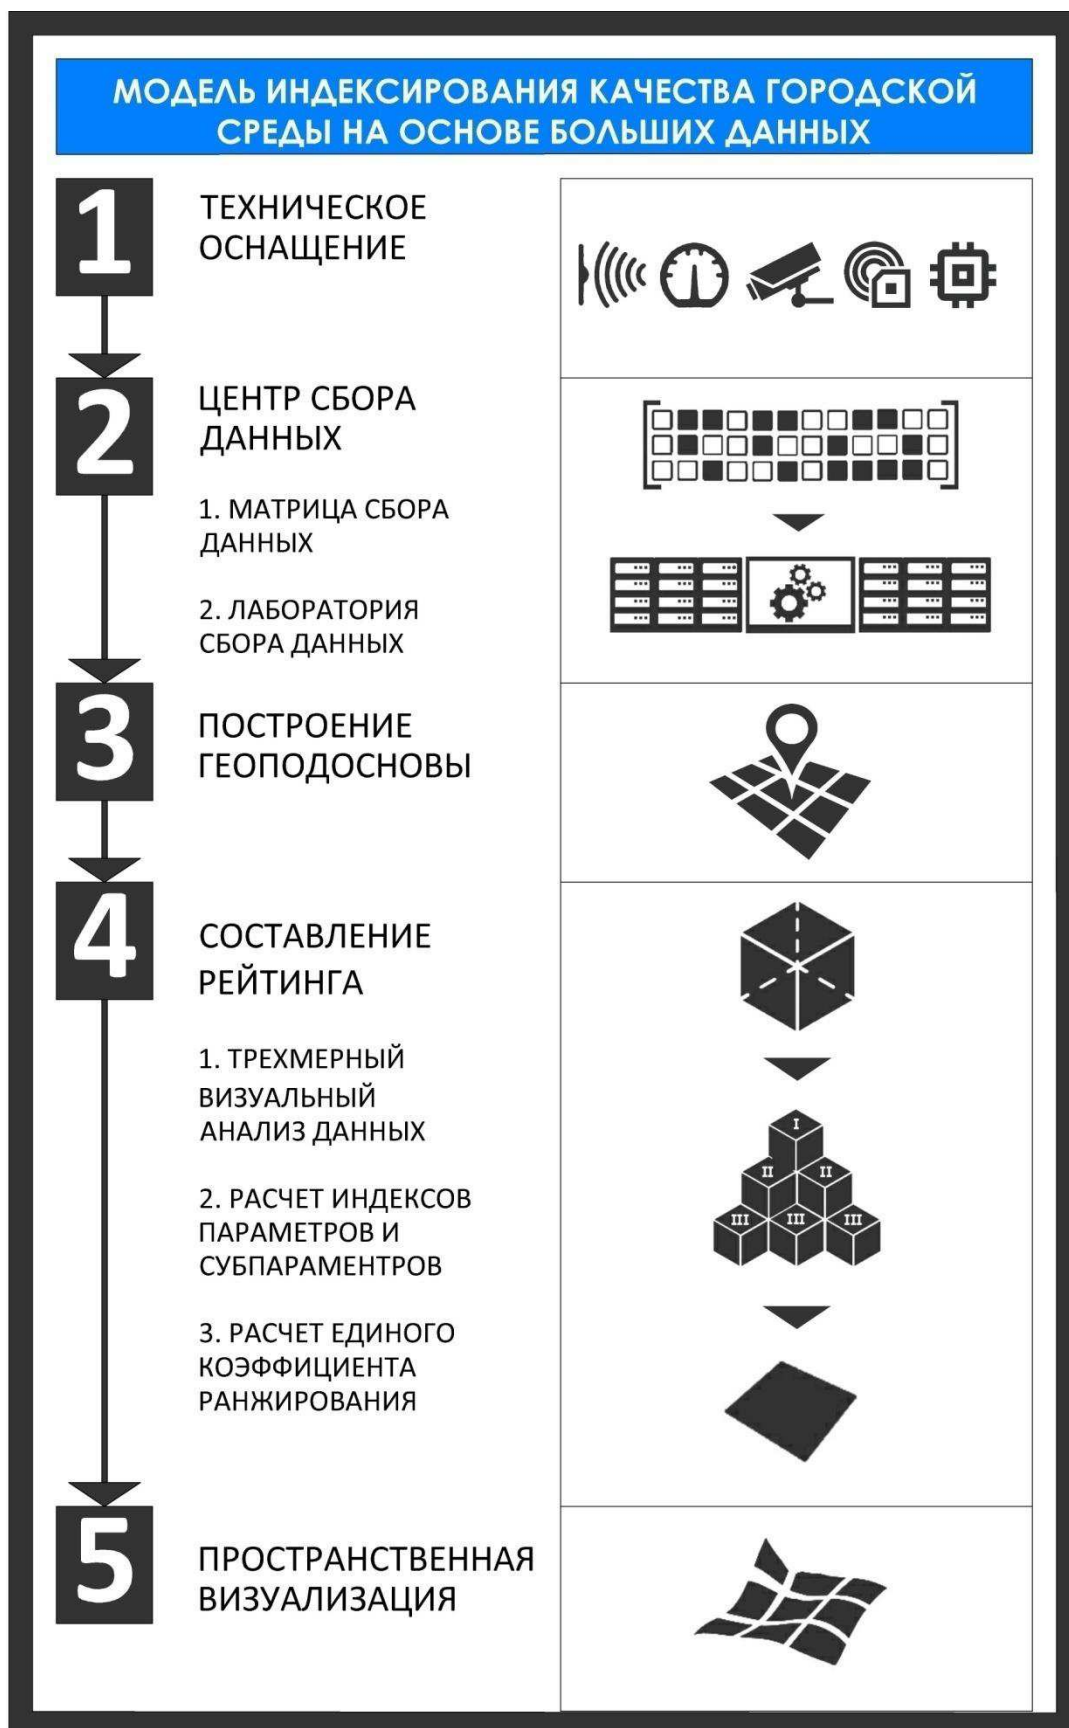 МОДЕЛЬ ИНДЕКСИРОВАНИЯ КАЧЕСТВА ГОРОДСКОЙ
СРЕДЫ НА ОСНОВЕ БОЛЬШИХ ДАННЫХ
1
ТЕХНИЧЕСКОЕ
ОСНАЩЕНИЕ
2
ЦЕНТР СБОРА
ДАННЫХ
1. МАТРИЦА СБОРА
ДАННЫХ
2. ЛАБОРАТОРИЯ
СБОРА ДАННЫХ
3
ПОСТРОЕНИЕ
ГЕОПОДОСНОВЫ
4
СОСТАВЛЕНИЕ
РЕЙТИНГА
1. ТРЕХМЕРНЫЙ
ВИЗУАЛЬНЫЙ
АНАЛИЗ ДАННЫХ
2. РАСЧЕТ ИНДЕКСОВ
ПАРАМЕТРОВ И
СУБПАРАМЕНТРОВ
3. РАСЧЕТ ЕДИНОГО
КОЭФФИЦИЕНТА
РАНЖИРОВАНИЯ
I
II II
III III III
5
ПРОСТРАНСТВЕННАЯ
ВИЗУАЛИЗАЦИЯ